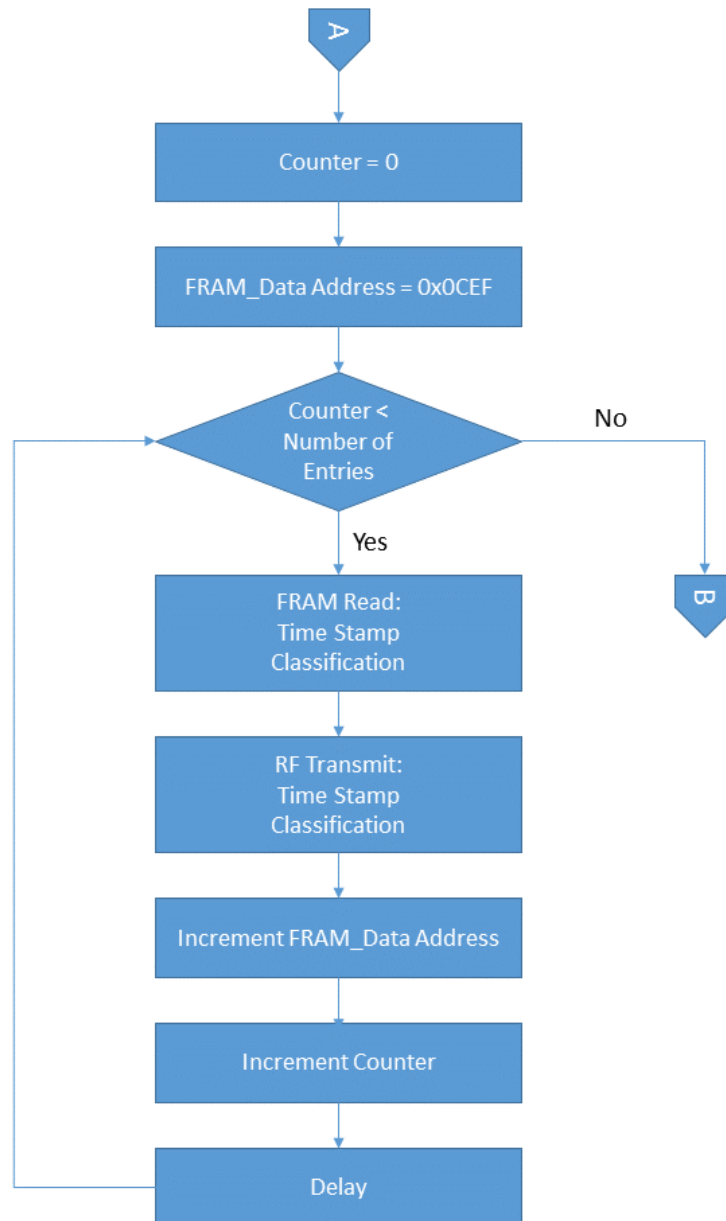 A
Counter = 0
FRAM_Data Address = 0x0CEF
Counter <
Number of
Entries
No
Yes
B
FRAM Read:
Time Stamp
Classification
RF Transmit:
Time Stamp
Classification
Increment FRAM_Data Address
Increment Counter
Delay